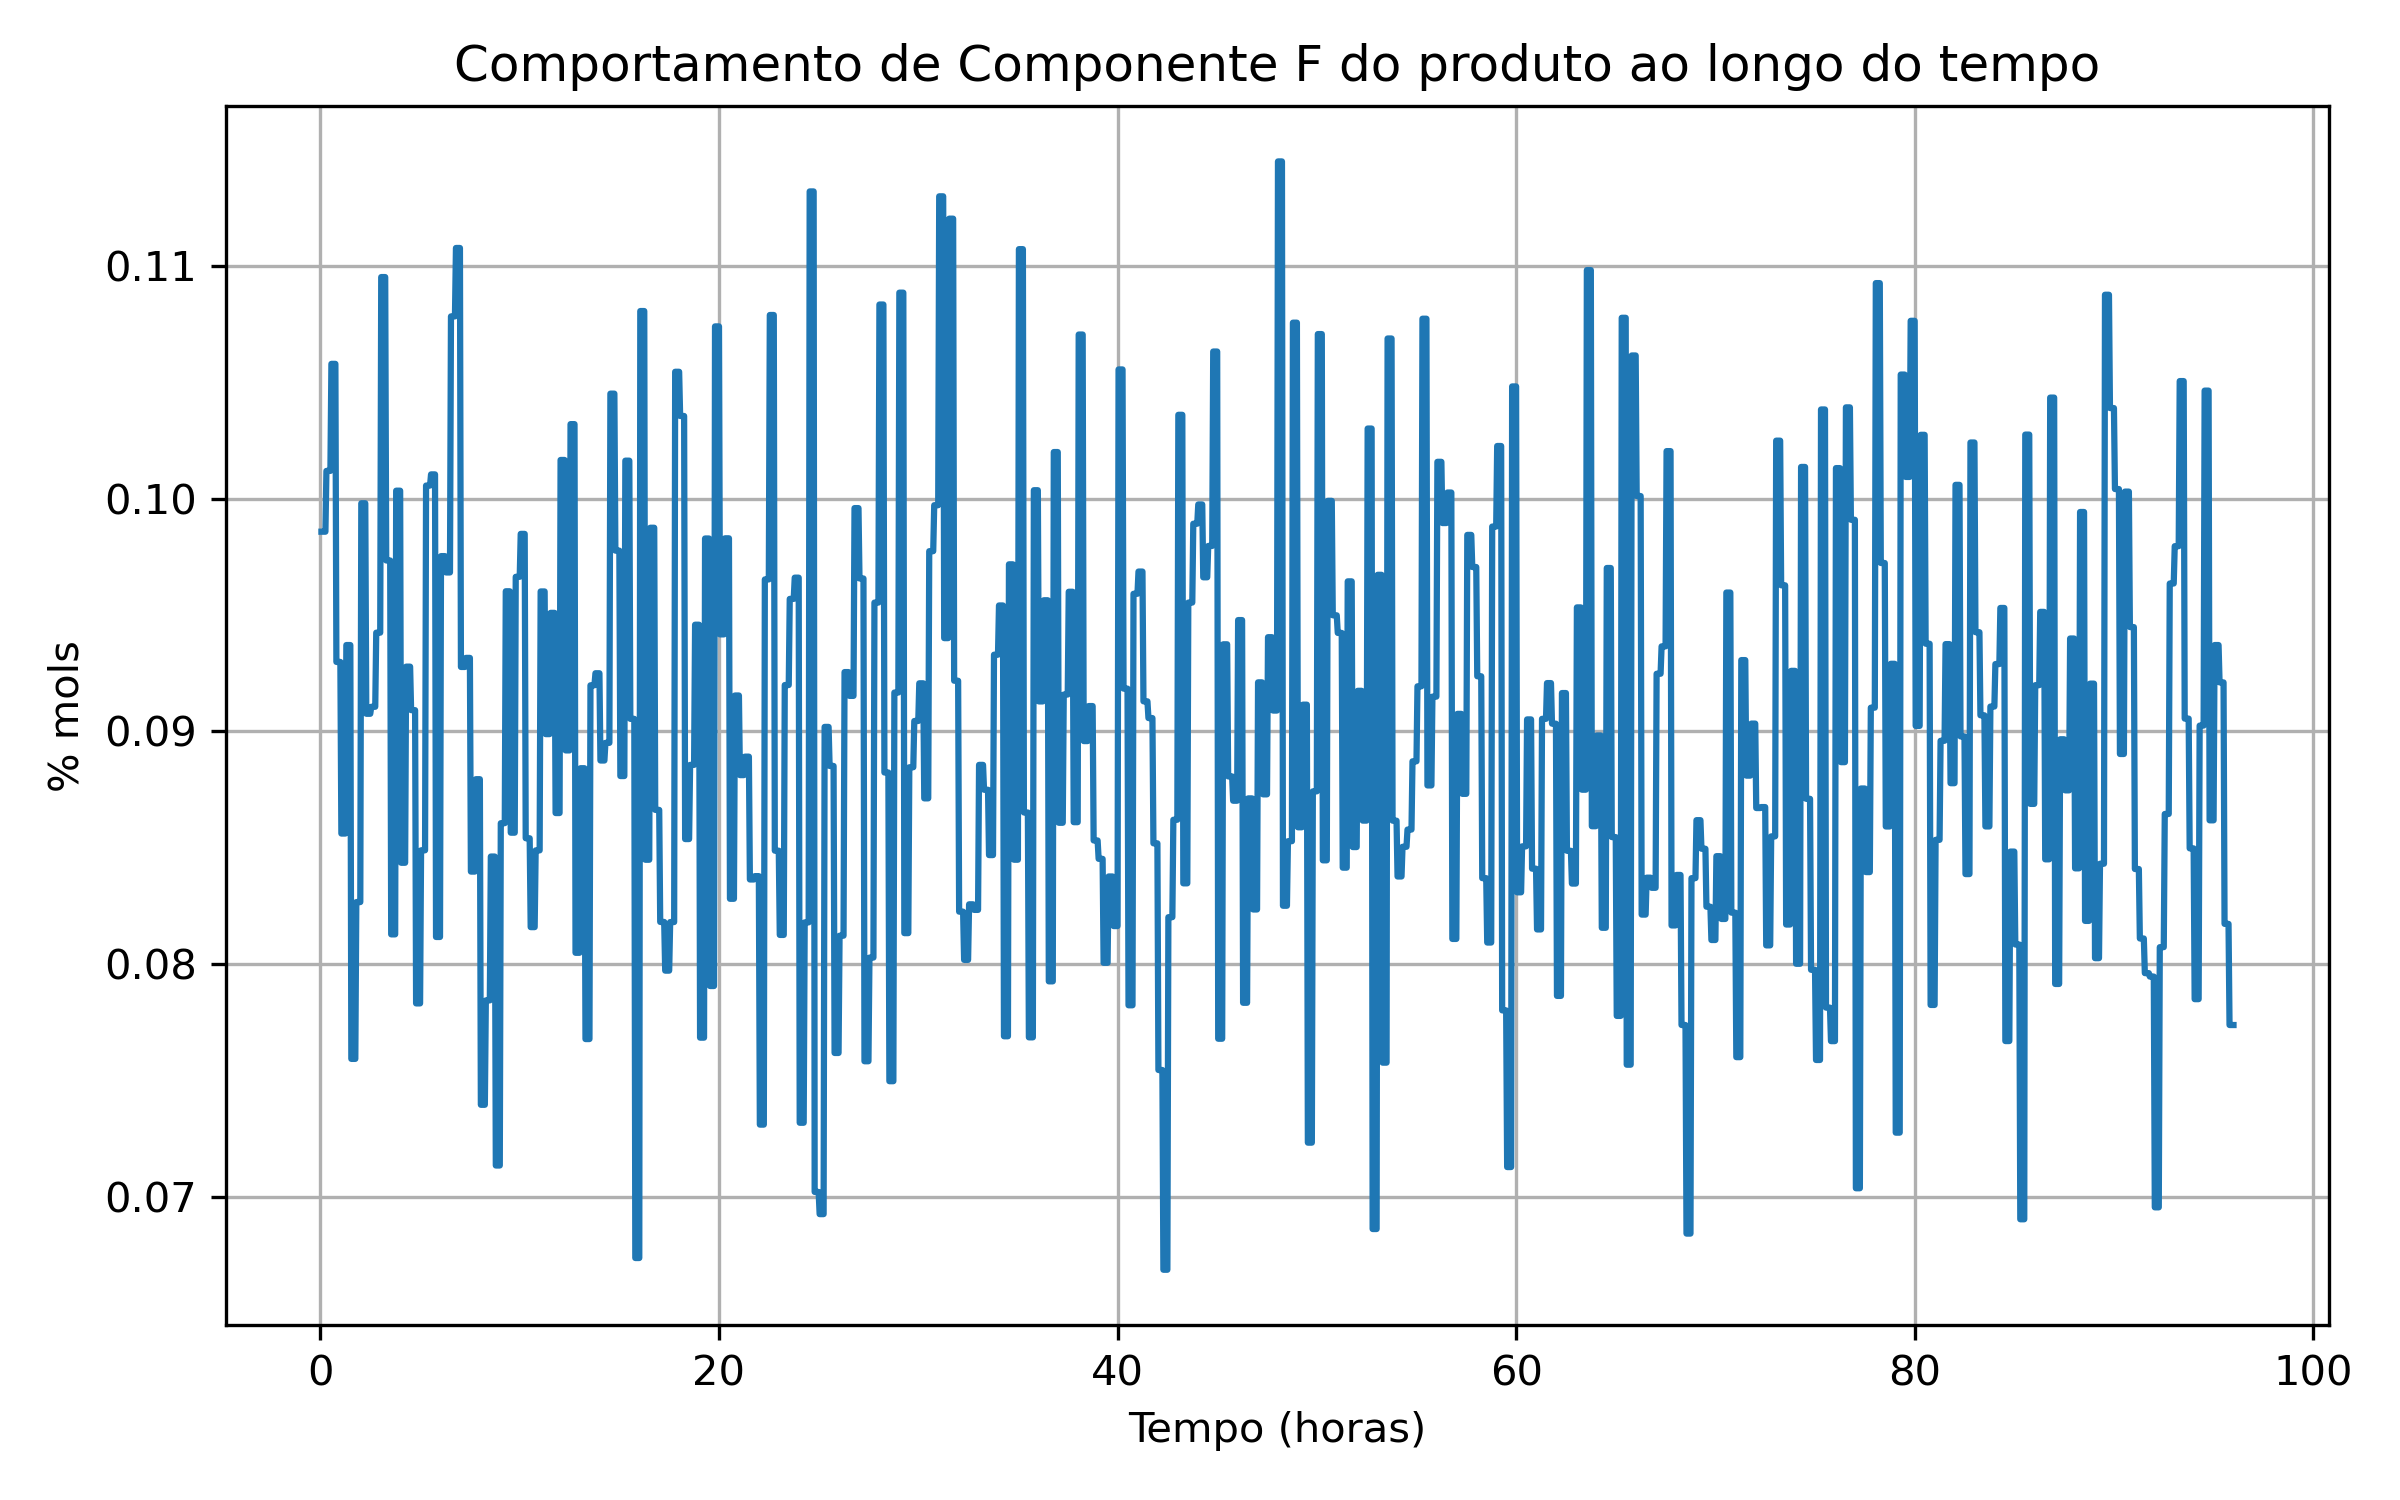 Comportamento de Componente F do produto ao longo do tempo
% mols
0.11
0.10
0.09
0.08
0.07
0 20 40 60 80 100
Tempo (horas)